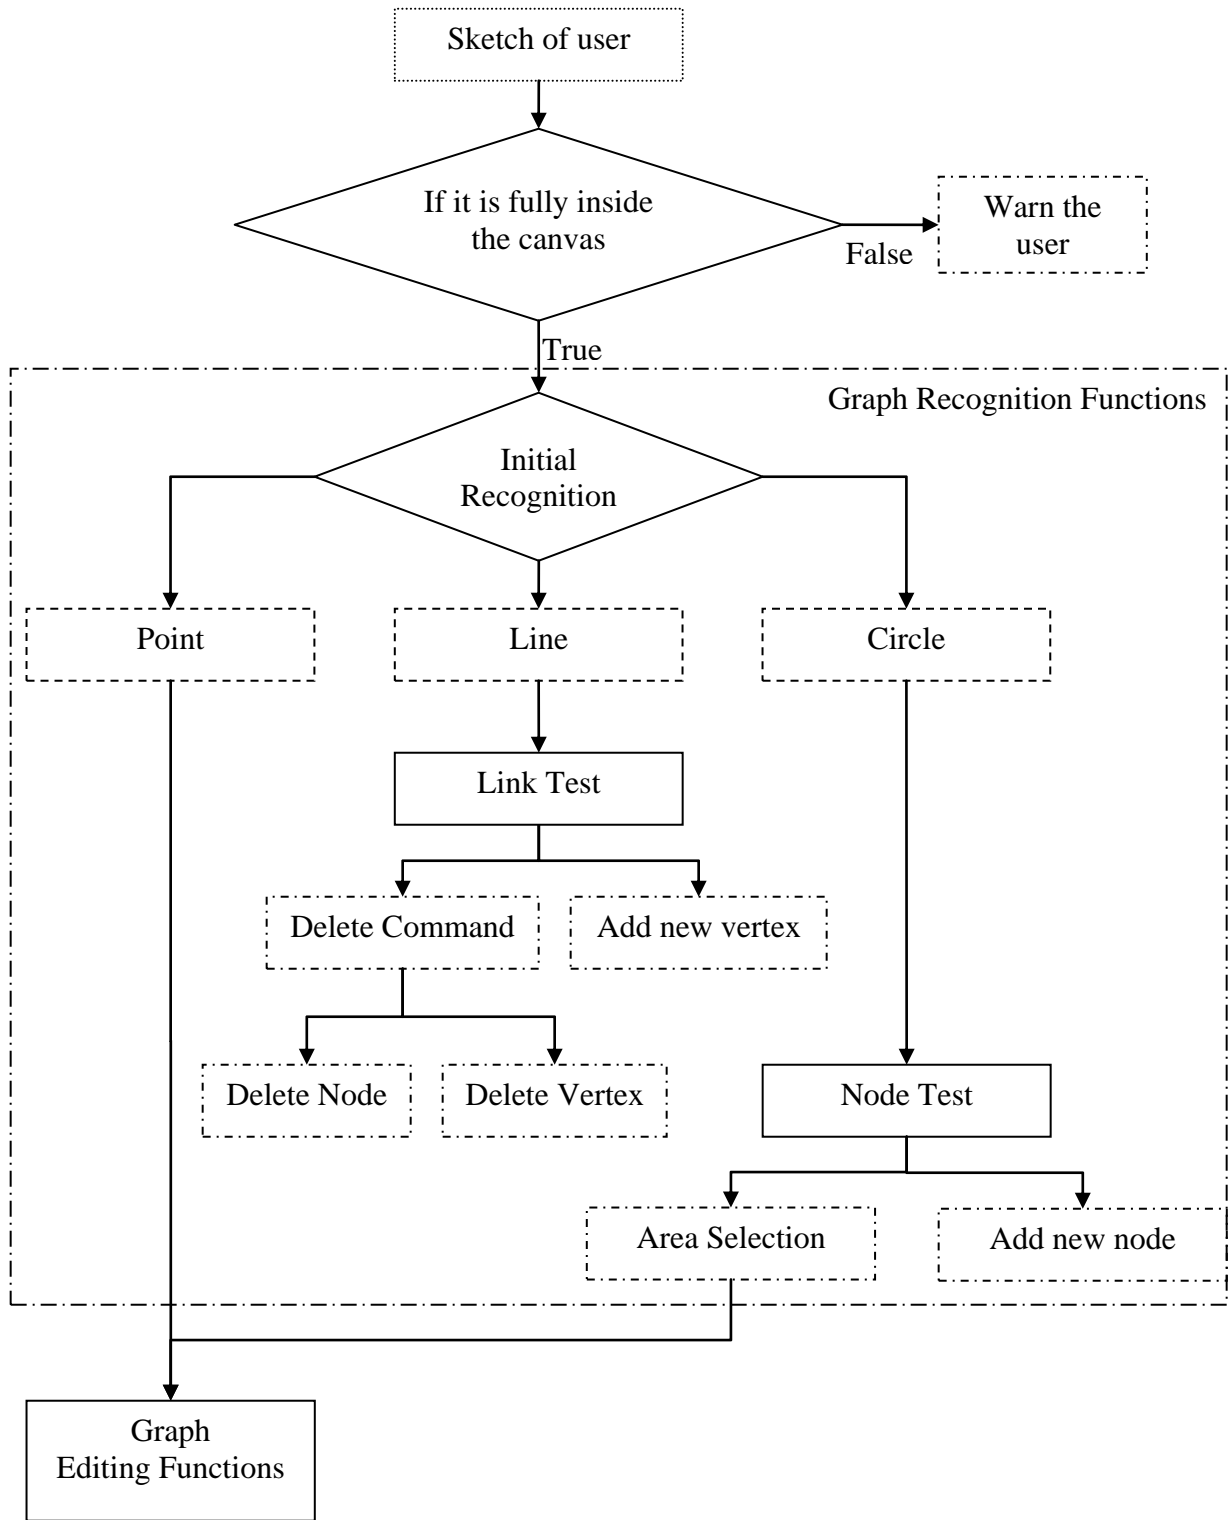 Sketch of user
If it is fully inside
the canvas
Warn the
user
False
True
Graph Recognition Functions
Initial
Recognition
Point
Line
Circle
Link Test
Delete Command
Add new vertex
Delete Node
Delete Vertex
Node Test
Area Selection
Add new node
Graph
Editing Functions